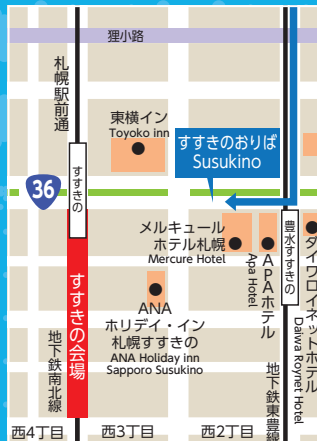 狸小路
札幌駅前通
東横イン
Toyoko inn
すすきのおりば
Susukino
すすきの
36
メルキュール
ホテル札幌
Mercure Hotel
APAホテル
Apa Hotel
豊水すすきの
ダイワロイネットホテル
Daiwa Roynet Hotel
すすきの会場
ANA
ホリデイ・イン
札幌すすきの
ANA Holiday inn
Sapporo Susukino
地下鉄南北線
地下鉄東豊線
西4丁目
西3丁目
西2丁目